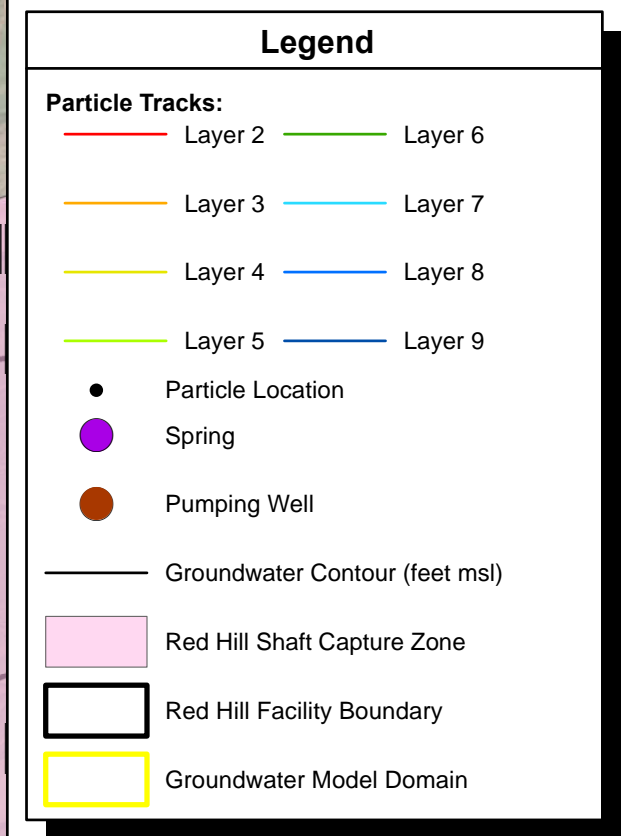 Legend
Particle Tracks:
Layer 2 Layer 6
Layer 3 Layer 7
Layer 4 Layer 8
Layer 5 Layer 9
Particle Location
Spring
Pumping Well
Groundwater Contour (feet msl)
Red Hill Shaft Capture Zone
Red Hill Facility Boundary
Groundwater Model Domain